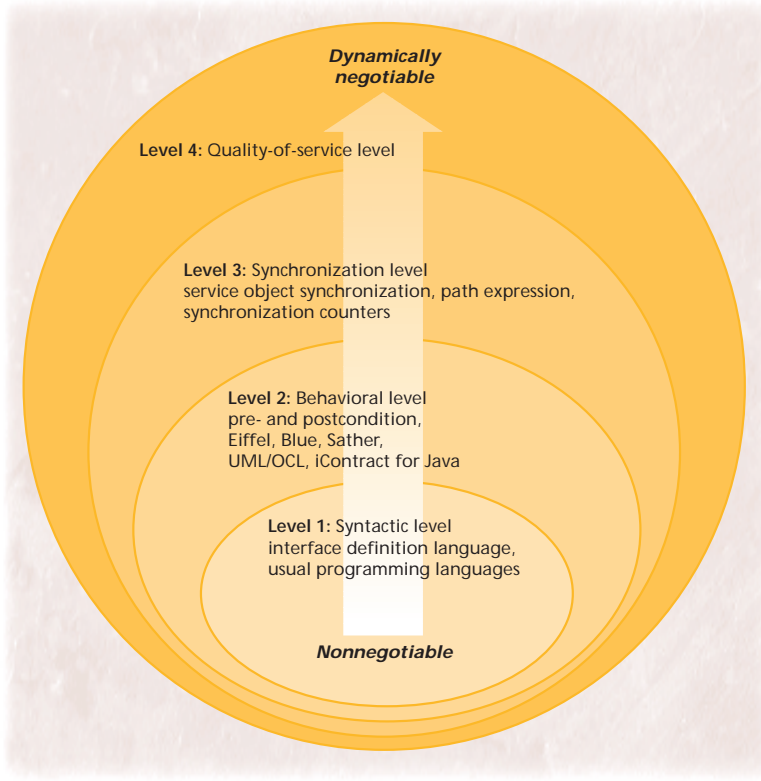 Dynamically
negotiable
Level 4: Quality-of-service level
Level 3: Synchronization level
service object synchronization, path expression,
synchronization counters
Level 2: Behavioral level
pre- and postcondition,
Eiffel, Blue, Sather,
UML/OCL, iContract for Java
Level 1: Syntactic level
interface definition language,
usual programming languages
Nonnegotiable